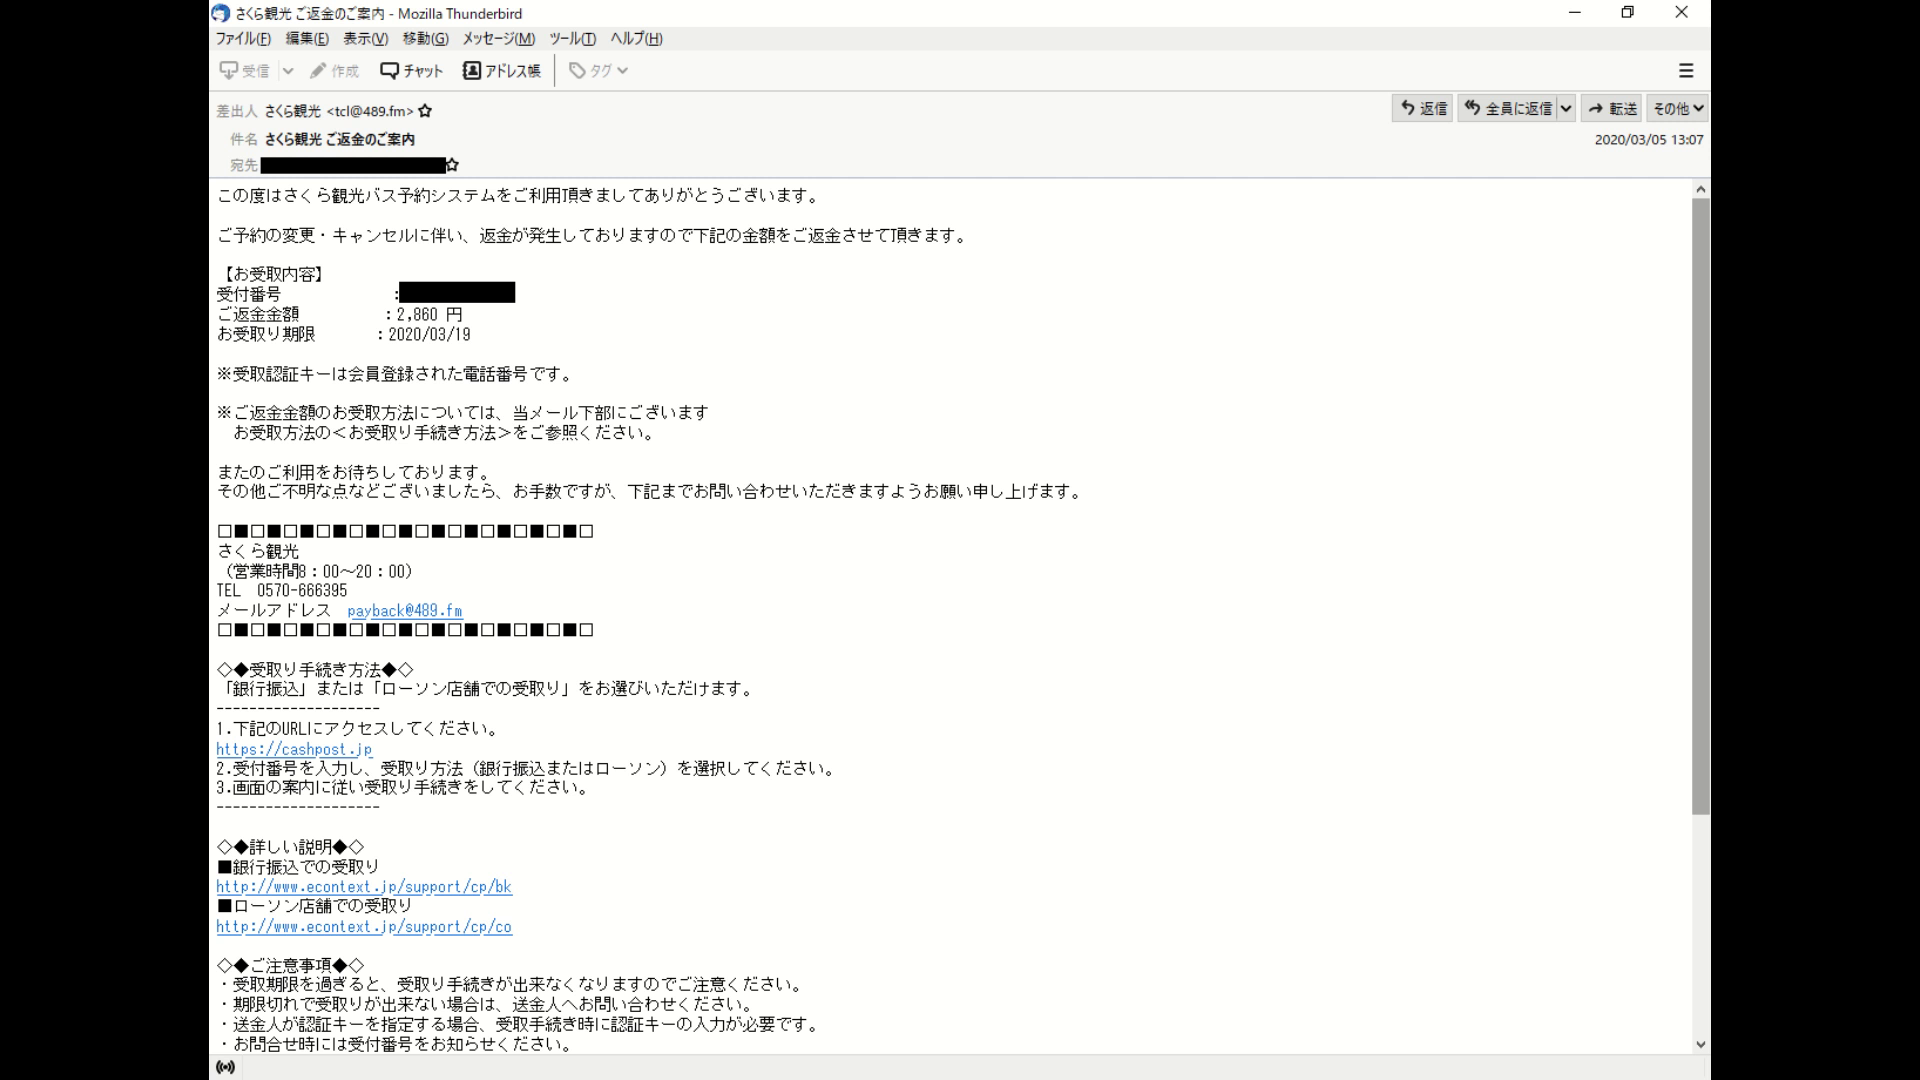 さくら観光 ご返金のご案内 - Mozilla Thunderbird
ファイル(F) 編集(E) 表示(V) 移動(G) メッセージ(M) ツール(T) ヘルプ(H)
受信 作成 チャット アドレス帳 タグ
差出人 さくら観光 <tcl@489.fm> 返信 全員に返信 転送 その他
件名 さくら観光 ご返金のご案内 2020/03/05 13:07
宛先
この度はさくら観光バス予約システムをご利用頂きましてありがとうございます。
ご予約の変更・キャンセルに伴い、返金が発生しておりますので下記の金額をご返金させて頂きます。
【お受取内容】
受付番号 :
ご返金金額 :2,860 円
お受取り期限 :2020/03/19
※受取認証キーは会員登録された電話番号です。
※ご返金金額のお受取方法については、当メール下部にございます
お受取方法の＜お受取り手続き方法＞をご参照ください。
またのご利用をお待ちしております。
その他ご不明な点などございましたら、お手数ですが、下記までお問い合わせいただきますようお願い申し上げます。
□■□■□■□■□■□■□■□■□■□■□■□
さくら観光
（営業時間8：00～20：00）
TEL 0570-666395
メールアドレス payback@489.fm
□■□■□■□■□■□■□■□■□■□■□■□
◇◆受取り手続き方法◆◇
「銀行振込」または「ローソン店舗での受取り」をお選びいただけます。
--------------------
1.下記のURLにアクセスしてください。
https://cashpost.jp
2.受付番号を入力し、受取り方法（銀行振込またはローソン）を選択してください。
3.画面の案内に従い受取り手続きをしてください。
--------------------
◇◆詳しい説明◆◇
■銀行振込での受取り
http://www.econtext.jp/support/cp/bk
■ローソン店舗での受取り
http://www.econtext.jp/support/cp/co
◇◆ご注意事項◆◇
・受取期限を過ぎると、受取り手続きが出来なくなりますのでご注意ください。
・期限切れで受取りが出来ない場合は、送金人へお問い合わせください。
・送金人が認証キーを指定する場合、受取手続き時に認証キーの入力が必要です。
・お問合せ時には受付番号をお知らせください。